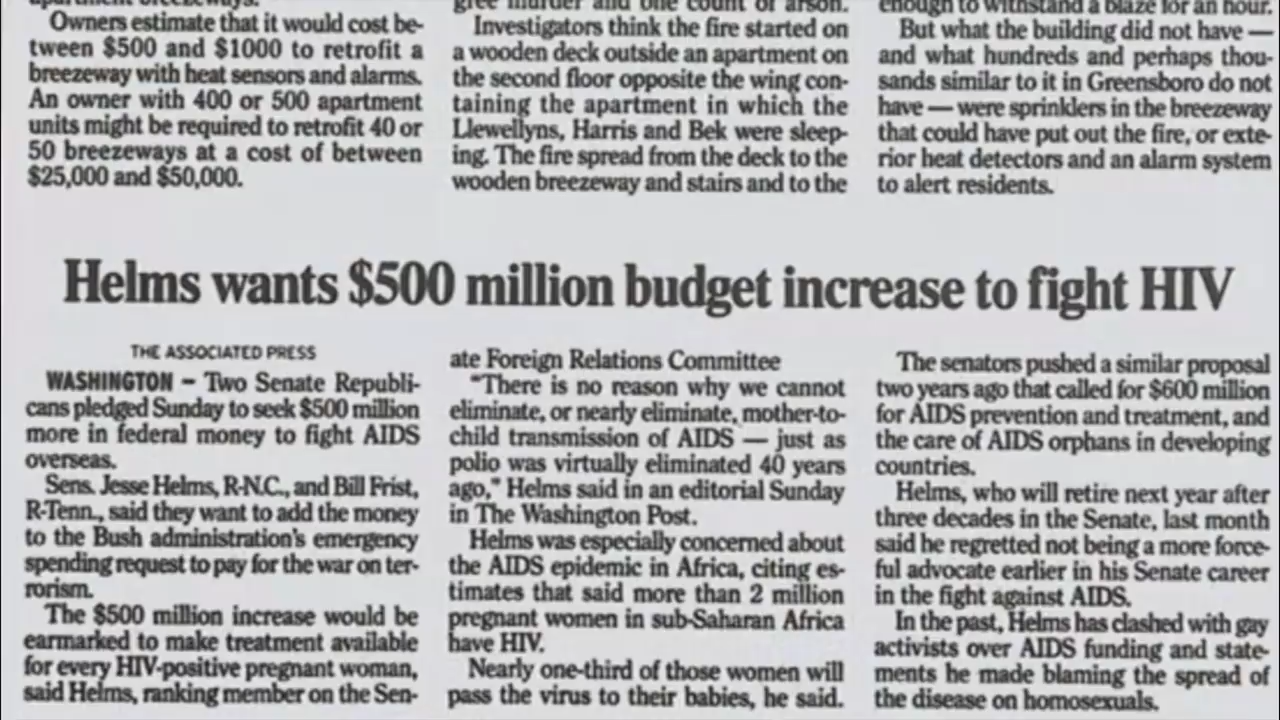 apartment breezeways.
Owners estimate that it would cost be-
tween $500 and $1000 to retrofit a
breezeway with heat sensors and alarms.
An owner with 400 or 500 apartment
units might be required to retrofit 40 or
50 breezeways at a cost of between
$25,000 and $50,000.
gree murder and one count of arson.
Investigators think the fire started on
a wooden deck outside an apartment on
the second floor opposite the wing con-
taining the apartment in which the
Llewellyns, Harris and Bek were sleep-
ing. The fire spread from the deck to the
wooden breezeway and stairs and to the
enough to withstand a blaze for an hour.
But what the building did not have —
and what hundreds and perhaps thou-
sands similar to it in Greensboro do not
have — were sprinklers in the breezeway
that could have put out the fire, or exte-
rior heat detectors and an alarm system
to alert residents.
Helms wants $500 million budget increase to fight HIV
THE ASSOCIATED PRESS
WASHINGTON – Two Senate Republi-
cans pledged Sunday to seek $500 million
more in federal money to fight AIDS
overseas.
Sens. Jesse Helms, R-N.C., and Bill Frist,
R-Tenn., said they want to add the money
to the Bush administration's emergency
spending request to pay for the war on ter-
rorism.
The $500 million increase would be
earmarked to make treatment available
for every HIV-positive pregnant woman,
said Helms, ranking member on the Sen-
ate Foreign Relations Committee
"There is no reason why we cannot
eliminate, or nearly eliminate, mother-to-
child transmission of AIDS — just as
polio was virtually eliminated 40 years
ago," Helms said in an editorial Sunday
in The Washington Post.
Helms was especially concerned about
the AIDS epidemic in Africa, citing es-
timates that said more than 2 million
pregnant women in sub-Saharan Africa
have HIV.
Nearly one-third of those women will
pass the virus to their babies, he said.
The senators pushed a similar proposal
two years ago that called for $600 million
for AIDS prevention and treatment, and
the care of AIDS orphans in developing
countries.
Helms, who will retire next year after
three decades in the Senate, last month
said he regretted not being a more force-
ful advocate earlier in his Senate career
in the fight against AIDS.
In the past, Helms has clashed with gay
activists over AIDS funding and state-
ments he made blaming the spread of
the disease on homosexuals.